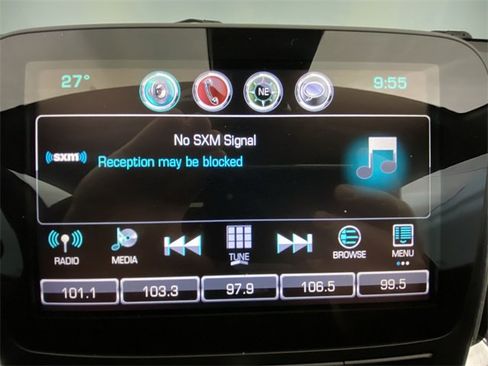 27°
NE
9:55
No SXM Signal
((sxm))
Reception may be blocked
RADIO
MEDIA
TUNE
BROWSE
MENU
101.1
103.3
97.9
106.5
99.5